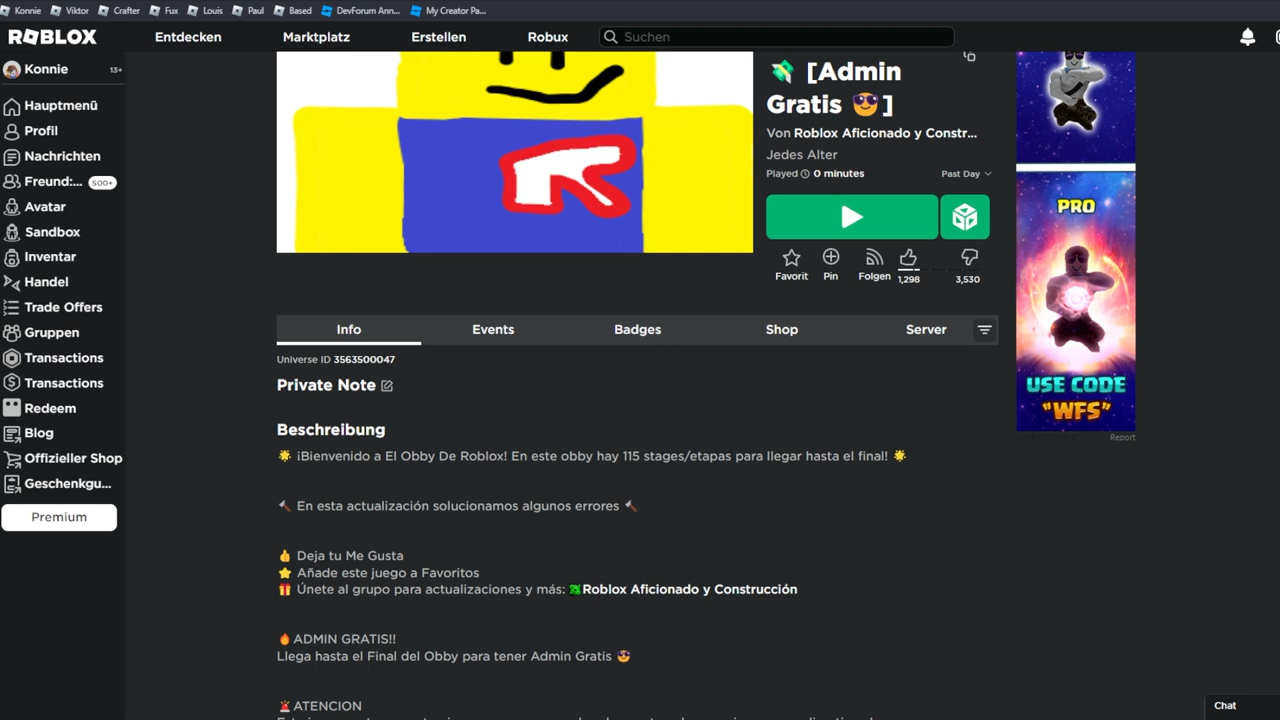 Konnie Viktor Crafter Fux Louis Paul Based DevForum Ann... My Creator Pa...
ROBLOX Entdecken Marktplatz Erstellen Robux Suchen
Konnie 13+
Hauptmenü
Profil
Nachrichten
Freund:... 500+
Avatar
Sandbox
Inventar
Handel
Trade Offers
Gruppen
Transactions
Transactions
Redeem
Blog
Offizieller Shop
Geschenkgu...
Premium
💸 [Admin
Gratis 😎]
Von Roblox Aficionado y Constr...
Jedes Alter
Played 0 minutes Past Day
Favorit Pin Folgen 1,298 3,530
Info Events Badges Shop Server
Universe ID 3563500047
Private Note
Beschreibung
🌟 ¡Bienvenido a El Obby De Roblox! En este obby hay 115 stages/etapas para llegar hasta el final! 🌟
🔨 En esta actualización solucionamos algunos errores 🔨
👍 Deja tu Me Gusta
⭐ Añade este juego a Favoritos
🎁 Únete al grupo para actualizaciones y más: Roblox Aficionado y Construcción
🔥ADMIN GRATIS!!
Llega hasta el Final del Obby para tener Admin Gratis 😎
🚨ATENCION
PRO
USE CODE
"WFS"
Report
Chat